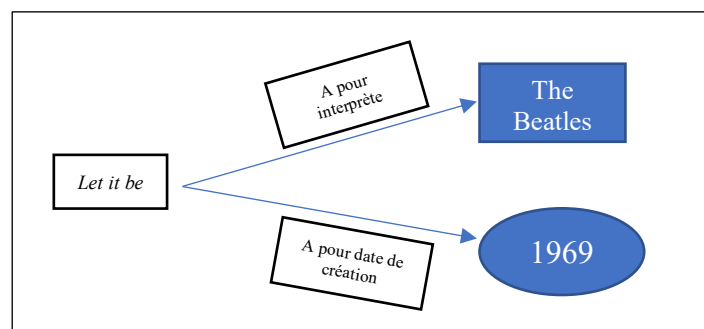 A pour
interprète
The
Beatles
Let it be
A pour date de
création
1969